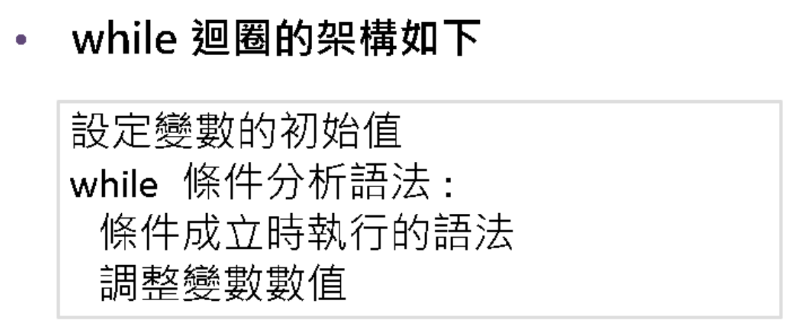 • while 迴圈的架構如下
設定變數的初始值
while 條件分析語法 :
條件成立時執行的語法
調整變數數值